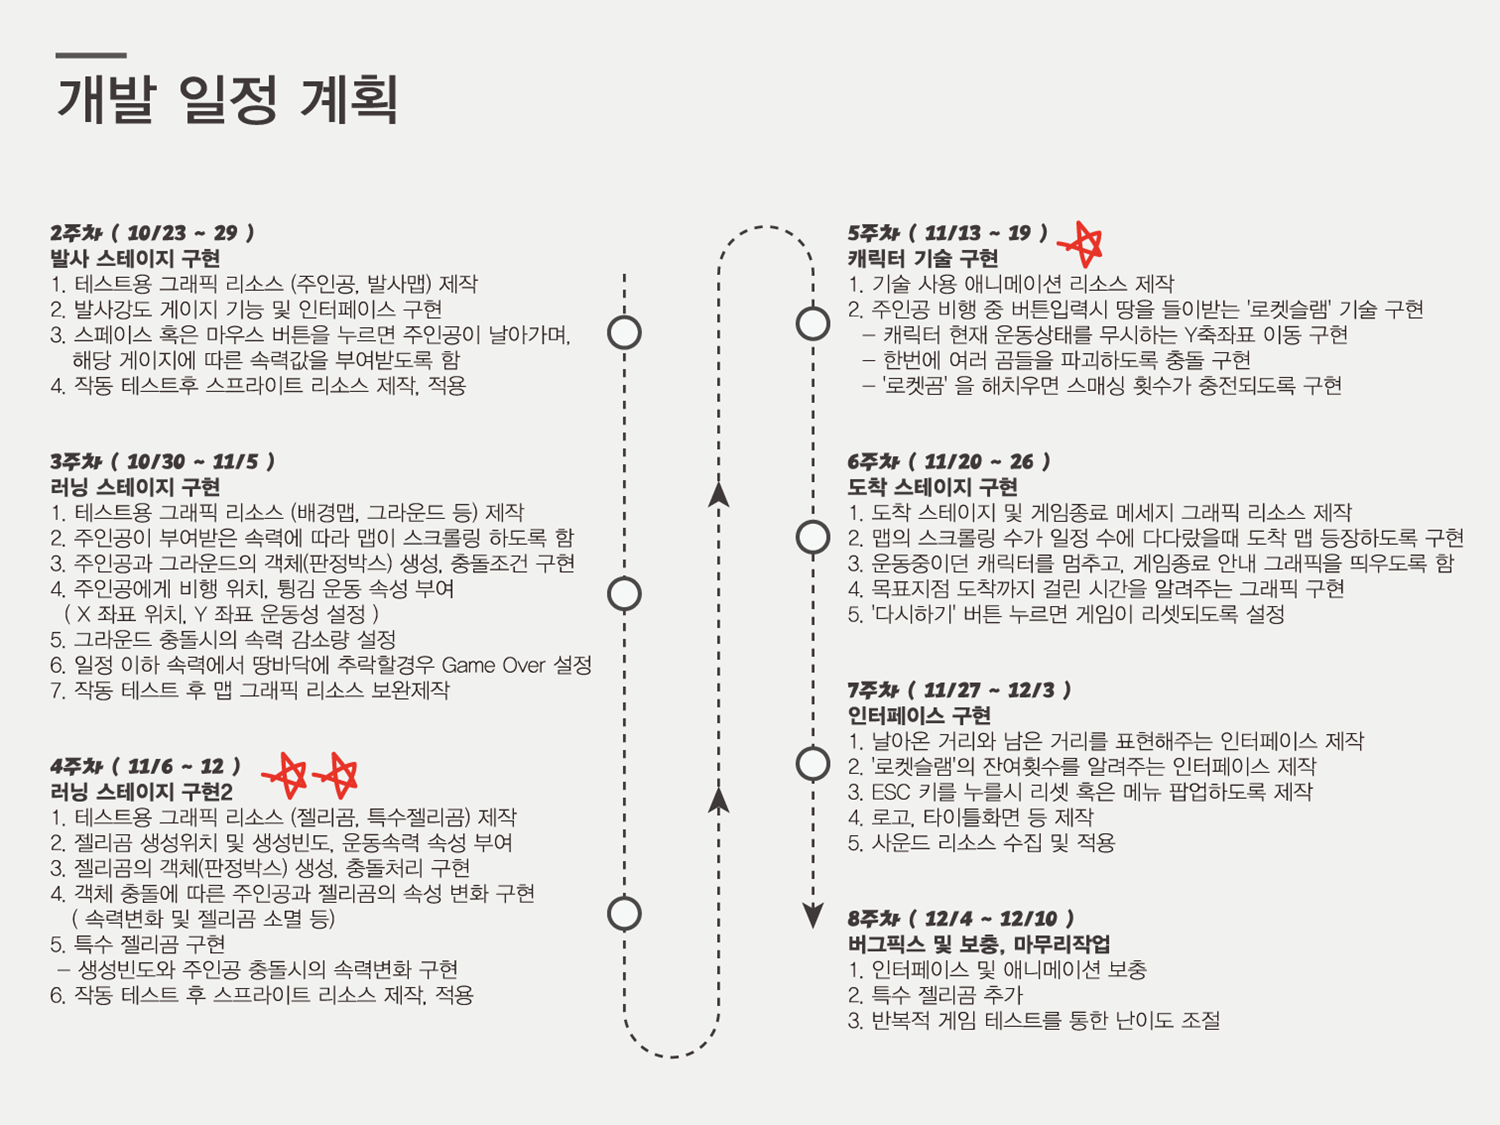 개발 일정 계획
2주차 ( 10/23 ~ 29 )
발사 스테이지 구현
1. 테스트용 그래픽 리소스 (주인공, 발사맵) 제작
2. 발사강도 게이지 기능 및 인터페이스 구현
3. 스페이스 혹은 마우스 버튼을 누르면 주인공이 날아가며,
해당 게이지에 따른 속력값을 부여받도록 함
4. 작동 테스트후 스프라이트 리소스 제작, 적용
3주차 ( 10/30 ~ 11/5 )
러닝 스테이지 구현
1. 테스트용 그래픽 리소스 (배경맵, 그라운드 등) 제작
2. 주인공이 부여받은 속력에 따라 맵이 스크롤링 하도록 함
3. 주인공과 그라운드의 객체(판정박스) 생성, 충돌조건 구현
4. 주인공에게 비행 위치, 튕김 운동 속성 부여
( X 좌표 위치, Y 좌표 운동성 설정 )
5. 그라운드 충돌시의 속력 감소량 설정
6. 일정 이하 속력에서 땅바닥에 추락할경우 Game Over 설정
7. 작동 테스트 후 맵 그래픽 리소스 보완제작
4주차 ( 11/6 ~ 12 )
러닝 스테이지 구현2
1. 테스트용 그래픽 리소스 (젤리곰, 특수젤리곰) 제작
2. 젤리곰 생성위치 및 생성빈도, 운동속력 속성 부여
3. 젤리곰의 객체(판정박스) 생성, 충돌처리 구현
4. 객체 충돌에 따른 주인공과 젤리곰의 속성 변화 구현
( 속력변화 및 젤리곰 소멸 등)
5. 특수 젤리곰 구현
– 생성빈도와 주인공 충돌시의 속력변화 구현
6. 작동 테스트 후 스프라이트 리소스 제작, 적용
5주차 ( 11/13 ~ 19 )
캐릭터 기술 구현
1. 기술 사용 애니메이션 리소스 제작
2. 주인공 비행 중 버튼입력시 땅을 들이받는 '로켓슬램' 기술 구현
– 캐릭터 현재 운동상태를 무시하는 Y축좌표 이동 구현
– 한번에 여러 곰들을 파괴하도록 충돌 구현
– '로켓곰' 을 해치우면 스매싱 횟수가 충전되도록 구현
6주차 ( 11/20 ~ 26 )
도착 스테이지 구현
1. 도착 스테이지 및 게임종료 메세지 그래픽 리소스 제작
2. 맵의 스크롤링 수가 일정 수에 다다랐을때 도착 맵 등장하도록 구현
3. 운동중이던 캐릭터를 멈추고, 게임종료 안내 그래픽을 띄우도록 함
4. 목표지점 도착까지 걸린 시간을 알려주는 그래픽 구현
5. '다시하기' 버튼 누르면 게임이 리셋되도록 설정
7주차 ( 11/27 ~ 12/3 )
인터페이스 구현
1. 날아온 거리와 남은 거리를 표현해주는 인터페이스 제작
2. '로켓슬램'의 잔여횟수를 알려주는 인터페이스 제작
3. ESC 키를 누를시 리셋 혹은 메뉴 팝업하도록 제작
4. 로고, 타이틀화면 등 제작
5. 사운드 리소스 수집 및 적용
8주차 ( 12/4 ~ 12/10 )
버그픽스 및 보충, 마무리작업
1. 인터페이스 및 애니메이션 보충
2. 특수 젤리곰 추가
3. 반복적 게임 테스트를 통한 난이도 조절